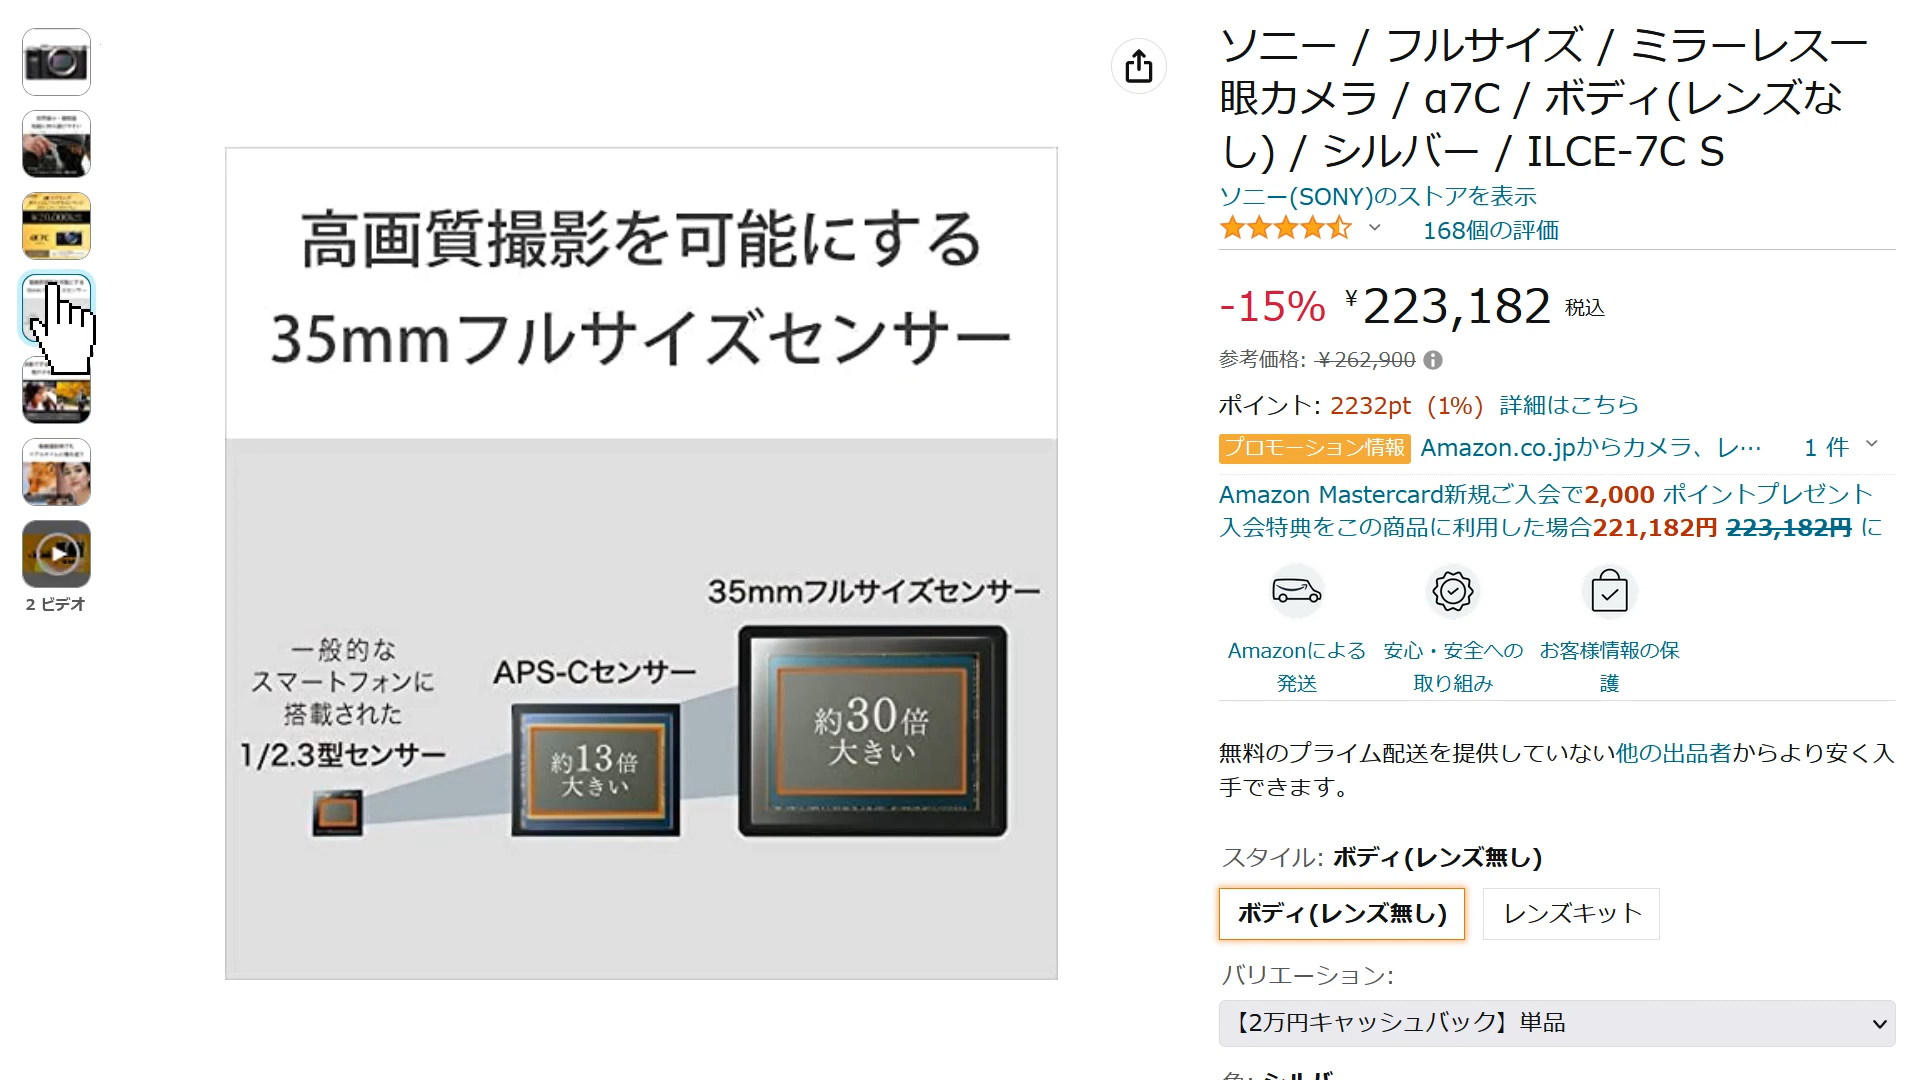 ソニー / フルサイズ / ミラーレス一
眼カメラ / α7C / ボディ(レンズな
し) / シルバー / ILCE-7C S
ソニー(SONY)のストアを表示
168個の評価
-15% ¥223,182 税込
参考価格: ¥262,900
ポイント: 2232pt (1%) 詳細はこちら
プロモーション情報 Amazon.co.jpからカメラ、レ… 1 件
Amazon Mastercard新規ご入会で2,000 ポイントプレゼント
入会特典をこの商品に利用した場合221,182円 223,182円 に
Amazonによる
発送
安心・安全への
取り組み
お客様情報の保
護
無料のプライム配送を提供していない他の出品者からより安く入
手できます。
スタイル: ボディ(レンズ無し)
ボディ(レンズ無し) レンズキット
バリエーション:
【2万円キャッシュバック】単品
高画質撮影を可能にする
35mmフルサイズセンサー
一般的な
スマートフォンに
搭載された
1/2.3型センサー
APS-Cセンサー
約13倍
大きい
35mmフルサイズセンサー
約30倍
大きい
2 ビデオ